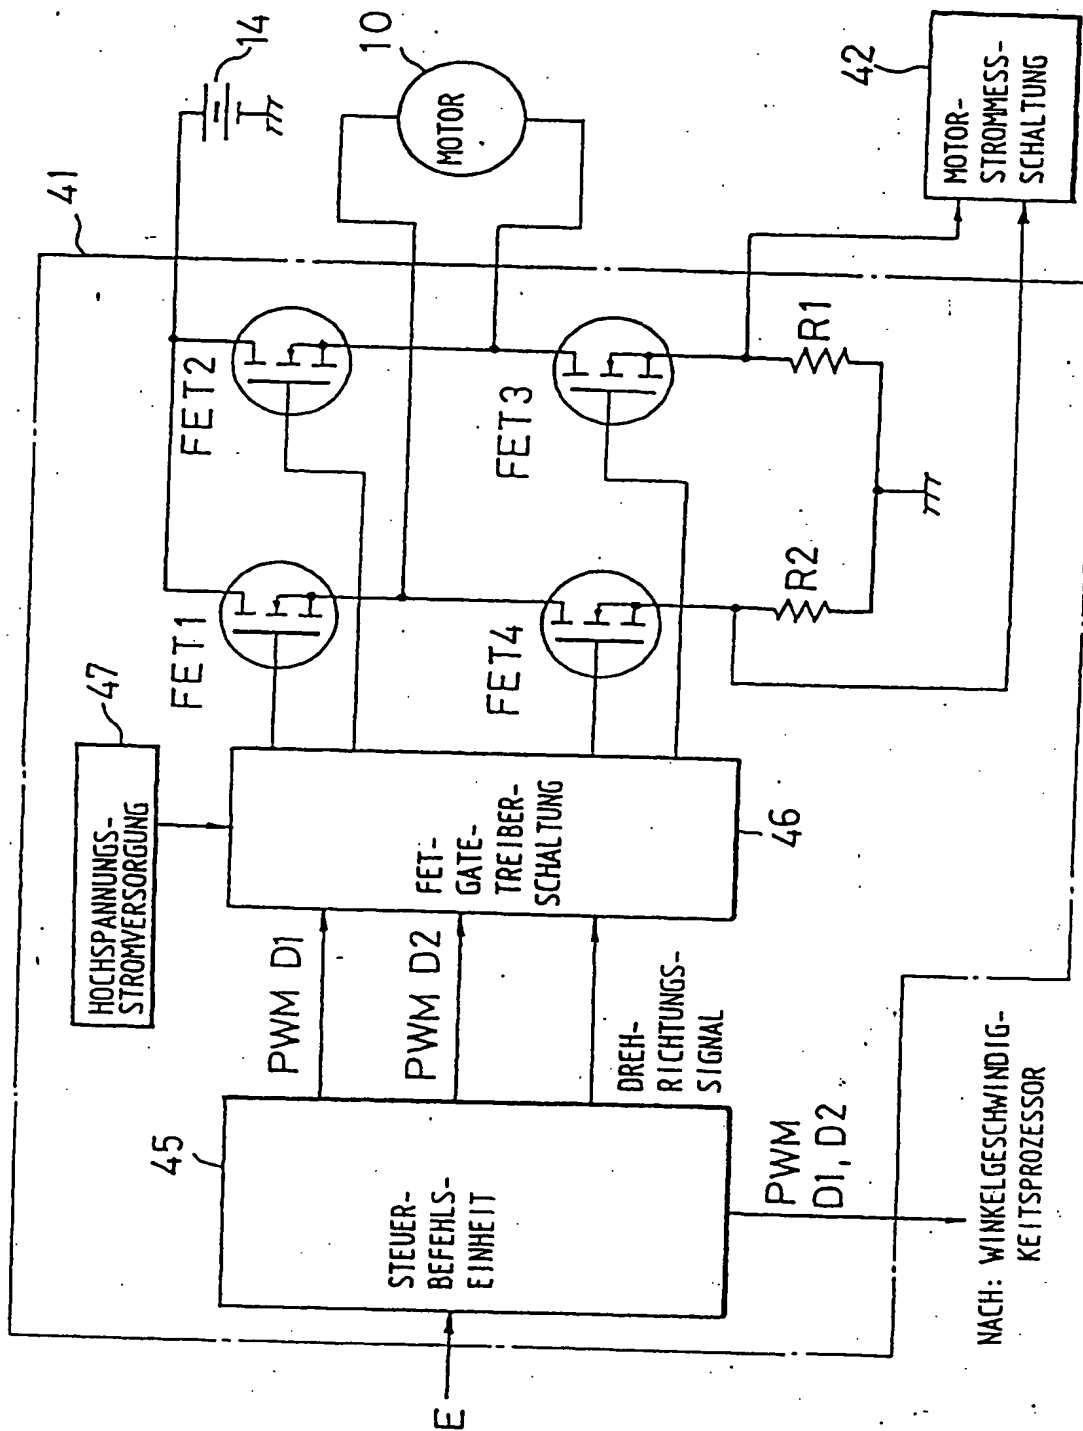 41
14
10
MOTOR
42
MOTOR-
STROMMESS-
SCHALTUNG
47
HOCHSPANNUNGS-
STROMVERSORGUNG
FET1
FET2
FET4
FET3
R2
R1
45
STEUER-
BEFEHLS-
EINHEIT
E
PWM D1
PWM D2
DREH-
RICHTUNGS-
SIGNAL
FET-
GATE-
TREIBER-
SCHALTUNG
46
PWM
D1, D2
NACH: WINKELGESCHWINDIG-
KEITSPROZESSOR